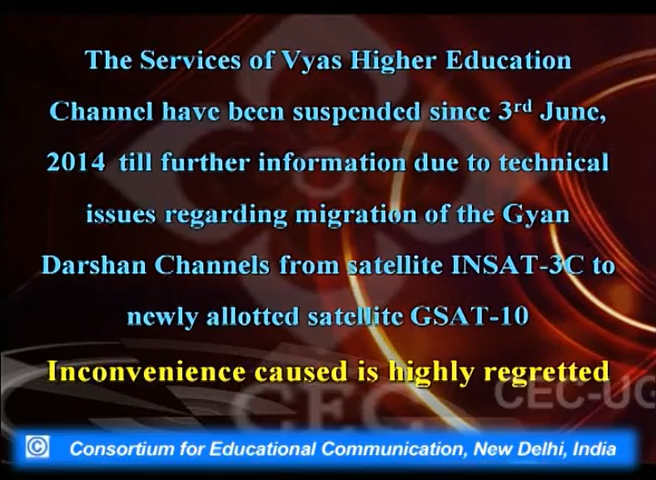 The Services of Vyas Higher Education
Channel have been suspended since 3rd June,
2014 till further information due to technical
issues regarding migration of the Gyan
Darshan Channels from satellite INSAT-3C to
newly allotted satellite GSAT-10
Inconvenience caused is highly regretted
CEC
CEC-UG
© Consortium for Educational Communication, New Delhi, India